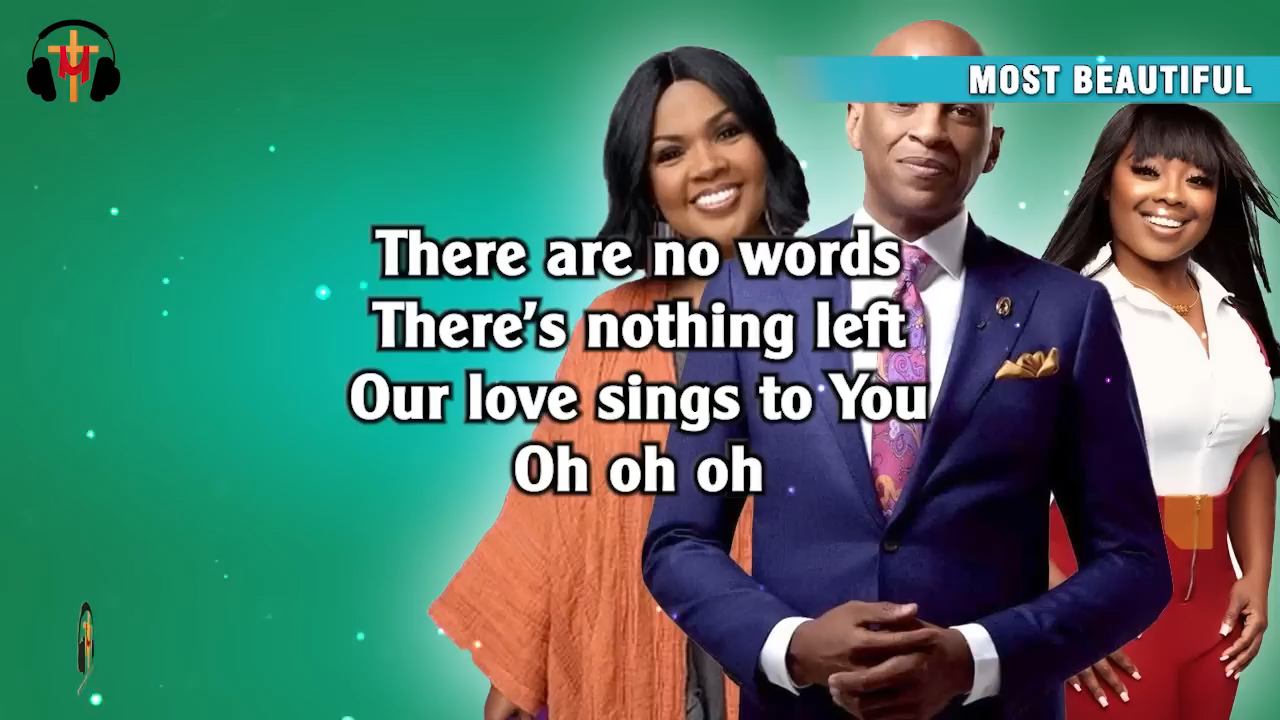 MOST BEAUTIFUL
There are no words
There's nothing left
Our love sings to You
Oh oh oh